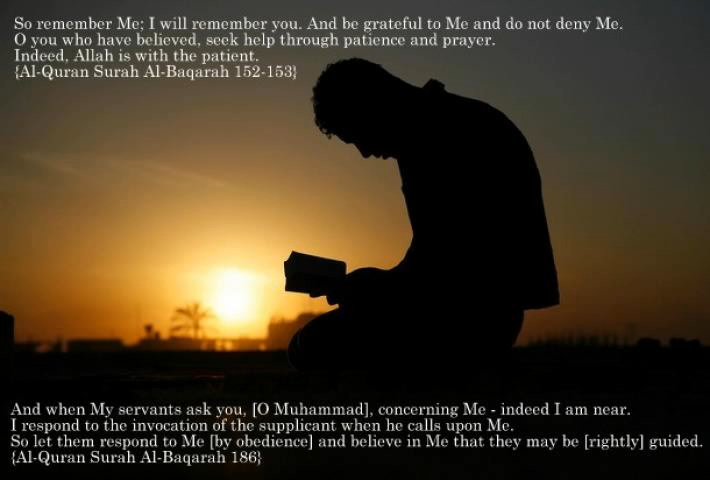 So remember Me; I will remember you. And be grateful to Me and do not deny Me.
O you who have believed, seek help through patience and prayer.
Indeed, Allah is with the patient.
{Al-Quran Surah Al-Baqarah 152-153}
And when My servants ask you, [O Muhammad], concerning Me - indeed I am near.
I respond to the invocation of the supplicant when he calls upon Me.
So let them respond to Me [by obedience] and believe in Me that they may be [rightly] guided.
{Al-Quran Surah Al-Baqarah 186}